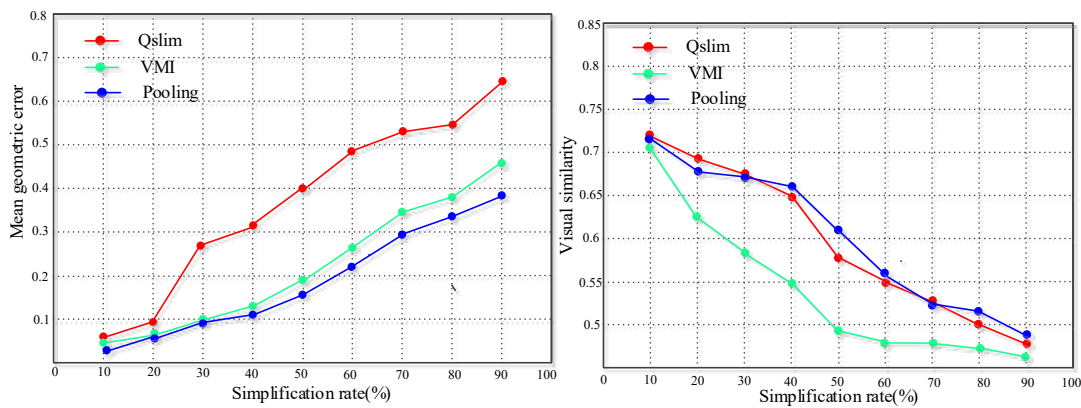 0.8
0.7
0.6
0.5
0.4
0.3
0.2
0.1
Mean geometric error
Qslim
VMI
Pooling
0 10 20 30 40 50 60 70 80 90 100
Simplification rate(%)
0.85
0.8
0.75
0.7
0.65
0.6
0.55
0.5
Visual similarity
Qslim
VMI
Pooling
0 10 20 30 40 50 60 70 80 90 100
Simplification rate(%)